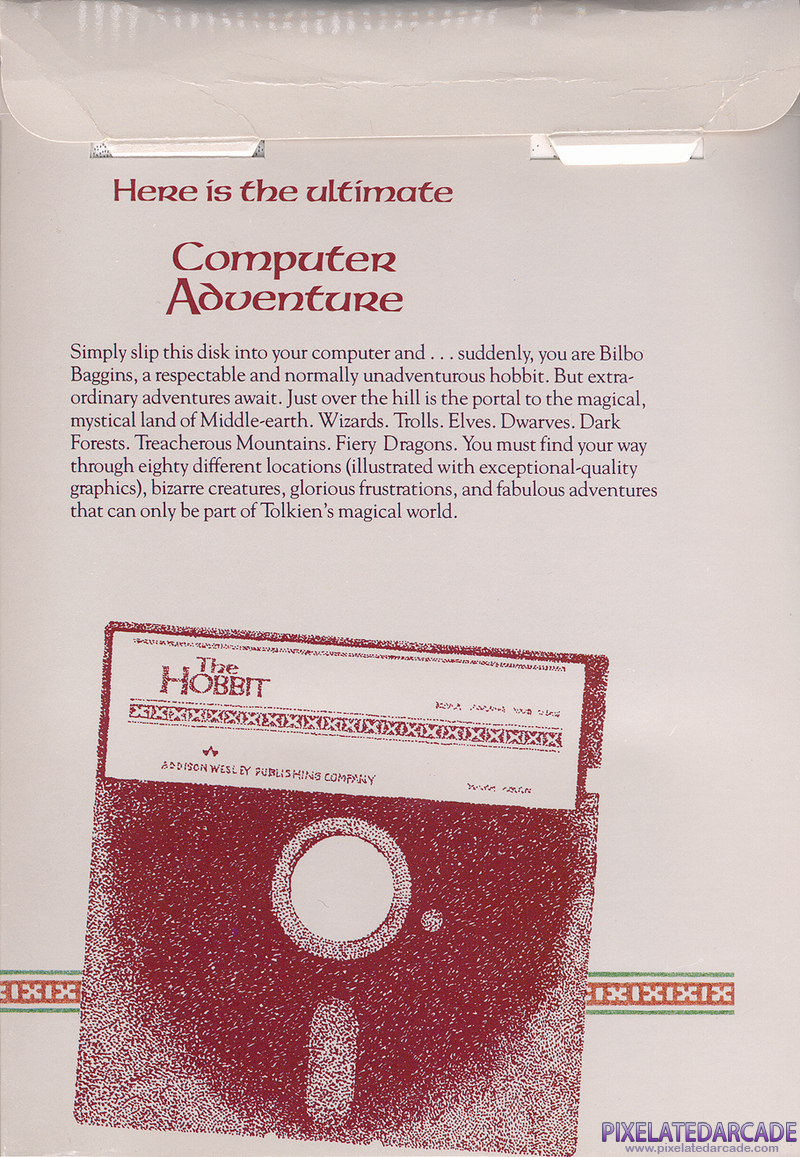 Here is the ultimate
Computer
Adventure
Simply slip this disk into your computer and . . . suddenly, you are Bilbo
Baggins, a respectable and normally unadventurous hobbit. But extra-
ordinary adventures await. Just over the hill is the portal to the magical,
mystical land of Middle-earth. Wizards. Trolls. Elves. Dwarves. Dark
Forests. Treacherous Mountains. Fiery Dragons. You must find your way
through eighty different locations (illustrated with exceptional-quality
graphics), bizarre creatures, glorious frustrations, and fabulous adventures
that can only be part of Tolkien's magical world.
The
HOBBIT
ADDISON WESLEY PUBLISHING COMPANY
PIXELATEDARCADE
www.pixelatedarcade.com